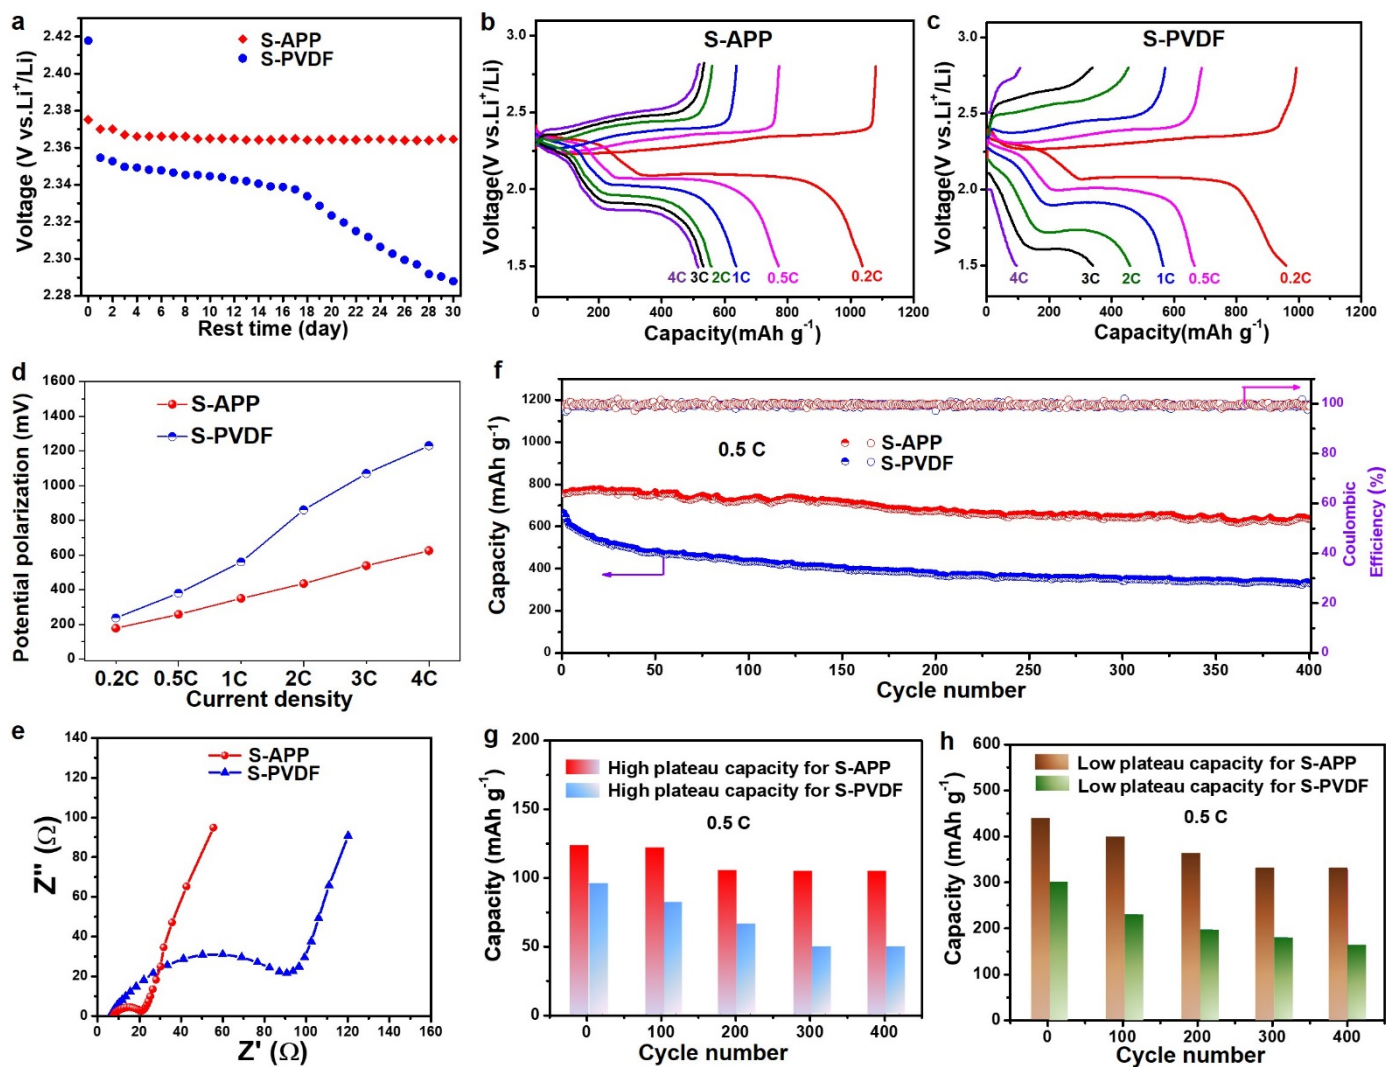 a
S-APP
S-PVDF
2.42
2.40
2.38
2.36
2.34
2.32
2.30
2.28
0 2 4 6 8 10 12 14 16 18 20 22 24 26 28 30
Voltage (V vs.Li⁺/Li)
Rest time (day)
b
S-APP
3.0
2.5
2.0
1.5
4C 3C 2C 1C 0.5C 0.2C
0 200 400 600 800 1000 1200
Voltage(V vs.Li⁺/Li)
Capacity(mAh g⁻¹)
c
S-PVDF
3.0
2.5
2.0
1.5
4C 3C 2C 1C 0.5C 0.2C
0 200 400 600 800 1000 1200
Voltage(V vs.Li⁺/Li)
Capacity(mAh g⁻¹)
d
S-APP
S-PVDF
1600
1400
1200
1000
800
600
400
200
0
0.2C 0.5C 1C 2C 3C 4C
Potential polarization (mV)
Current density
f
0.5 C
S-APP
S-PVDF
1200
1000
800
600
400
200
0
100
80
60
40
20
0
0 50 100 150 200 250 300 350 400
Capacity (mAh g⁻¹)
Coulombic
Efficiency (%)
Cycle number
e
S-APP
S-PVDF
140
120
100
80
60
40
20
0
0 20 40 60 80 100 120 140 160
Z'' (Ω)
Z' (Ω)
g
High plateau capacity for S-APP
High plateau capacity for S-PVDF
0.5 C
200
150
100
50
0
0 100 200 300 400
Capacity (mAh g⁻¹)
Cycle number
h
Low plateau capacity for S-APP
Low plateau capacity for S-PVDF
0.5 C
600
500
400
300
200
100
0
0 100 200 300 400
Capacity (mAh g⁻¹)
Cycle number